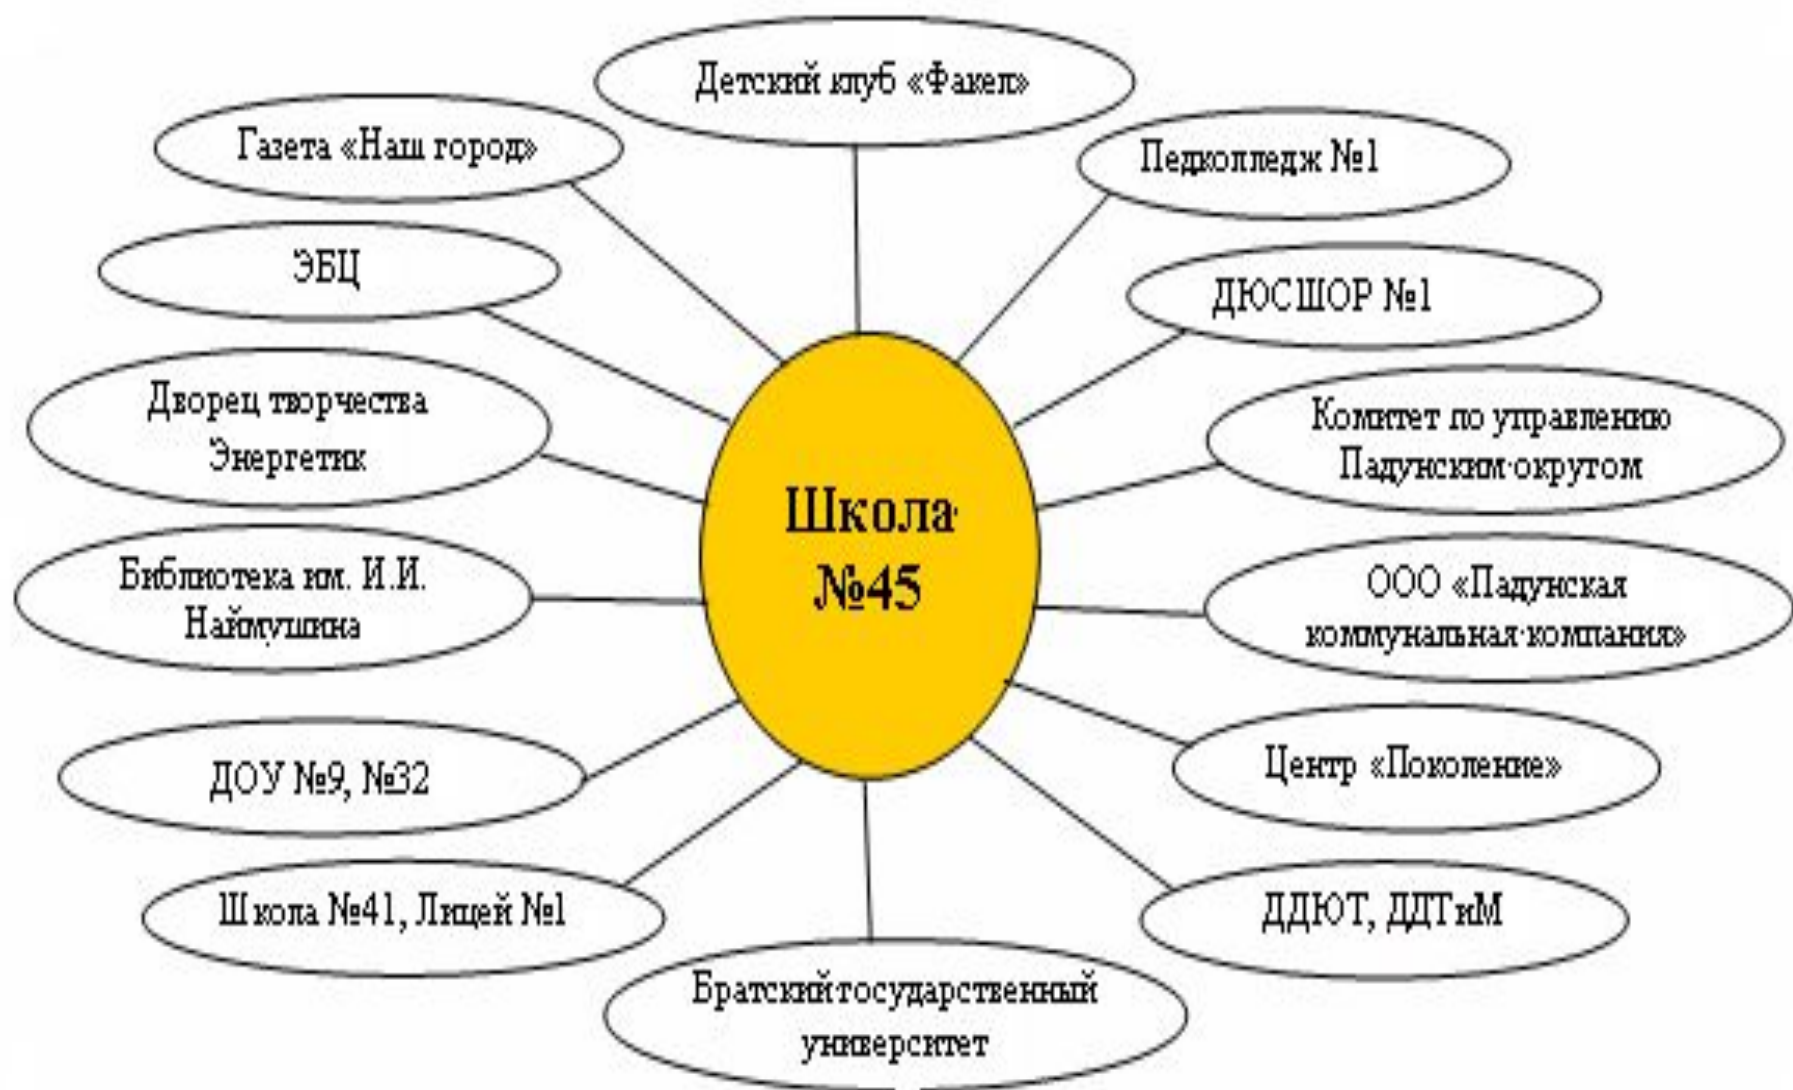 Детский клуб «Факел»
Газета «Наш город»
Педколледж №1
ЭБЦ
ДЮСШОР №1
Дворец творчества
Энергетик
Комитет по управлению
Падунским округом
Школа
№45
Библиотека им. И.И.
Наймушина
ООО «Падунская
коммунальная компания»
ДОУ №9, №32
Центр «Поколение»
Школа №41, Лицей №1
ДДЮТ, ДДТиМ
Братский государственный
университет